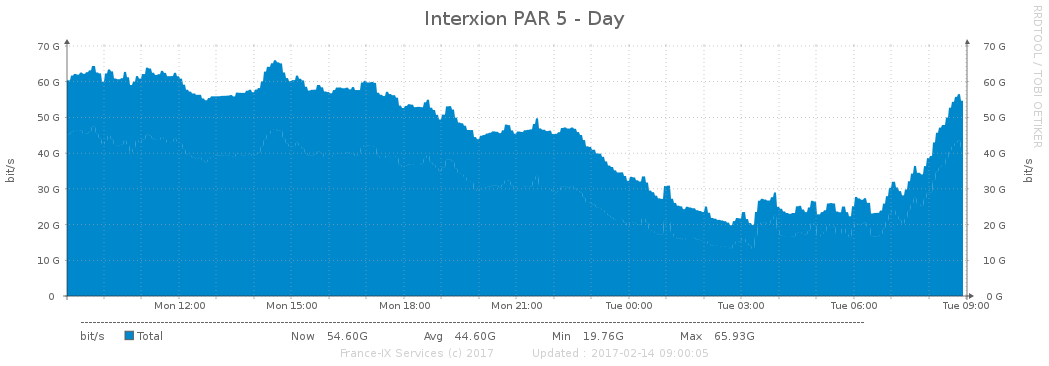 Interxion PAR 5 - Day
RRDTOOL / TOBI OETIKER
70 G 70 G
60 G 60 G
50 G 50 G
40 G 40 G
30 G 30 G
20 G 20 G
10 G 10 G
0 0 G
bit/s bit/s
Mon 12:00 Mon 15:00 Mon 18:00 Mon 21:00 Tue 00:00 Tue 03:00 Tue 06:00 Tue 09:00
bit/s Total Now 54.60G Avg 44.60G Min 19.76G Max 65.93G
France-IX Services (c) 2017 Updated : 2017-02-14 09:00:05